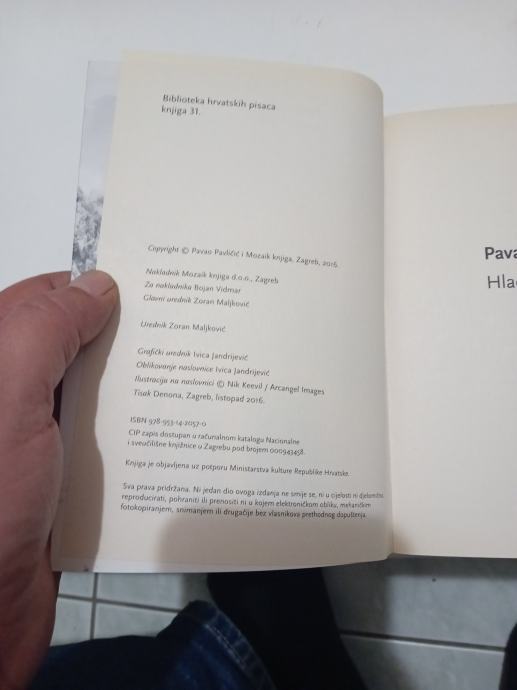 Biblioteka hrvatskih pisaca
knjiga 31.
Copyright © Pavao Pavličić i Mozaik knjiga, Zagreb, 2016.
Nakladnik Mozaik knjiga d.o.o., Zagreb
Za nakladnika Bojan Vidmar
Glavni urednik Zoran Maljković
Urednik Zoran Maljković
Grafički urednik Ivica Jandrijević
Oblikovanje naslovnice Ivica Jandrijević
Ilustracija na naslovnici © Nik Keevil / Arcangel Images
Tisak Denona, Zagreb, listopad 2016.
ISBN 978-953-14-2057-0
CIP zapis dostupan u računalnom katalogu Nacionalne
i sveučilišne knjižnice u Zagrebu pod brojem 000943458.
Knjiga je objavljena uz potporu Ministarstva kulture Republike Hrvatske.
Sva prava pridržana. Ni jedan dio ovoga izdanja ne smije se, ni u cijelosti ni djelomično,
reproducirati, pohraniti ili prenositi ni u kojem elektroničkom obliku, mehaničkim
fotokopiranjem, snimanjem ili drugačije bez vlasnikova prethodnog dopuštenja.
Pava
Hla